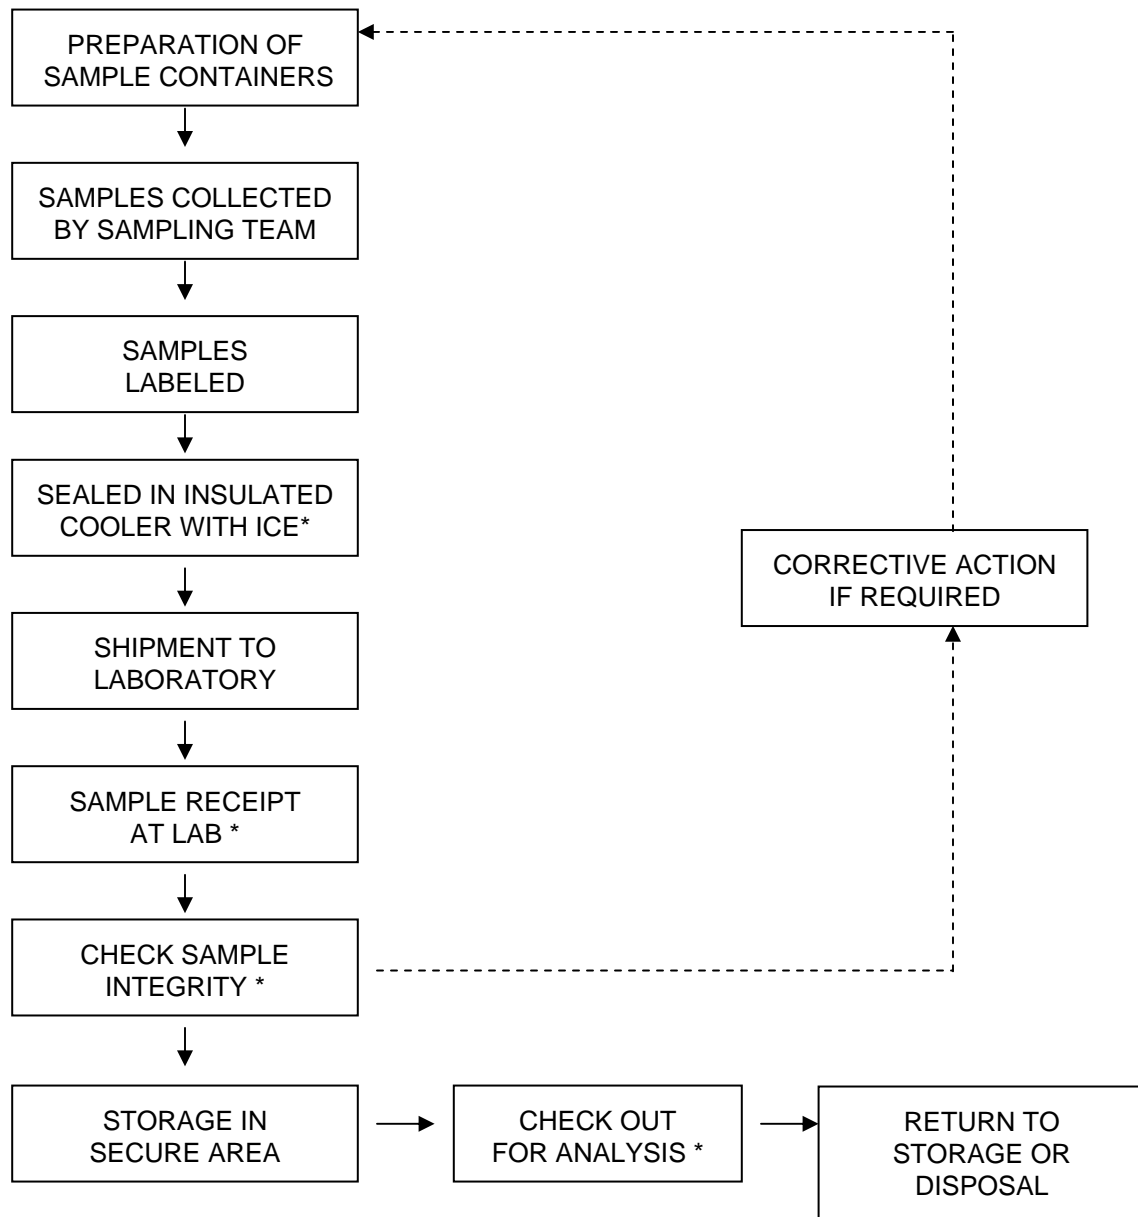 PREPARATION OF
SAMPLE CONTAINERS
SAMPLES COLLECTED
BY SAMPLING TEAM
SAMPLES
LABELED
SEALED IN INSULATED
COOLER WITH ICE*
CORRECTIVE ACTION
IF REQUIRED
SHIPMENT TO
LABORATORY
SAMPLE RECEIPT
AT LAB *
CHECK SAMPLE
INTEGRITY *
STORAGE IN
SECURE AREA
CHECK OUT
FOR ANALYSIS *
RETURN TO
STORAGE OR
DISPOSAL